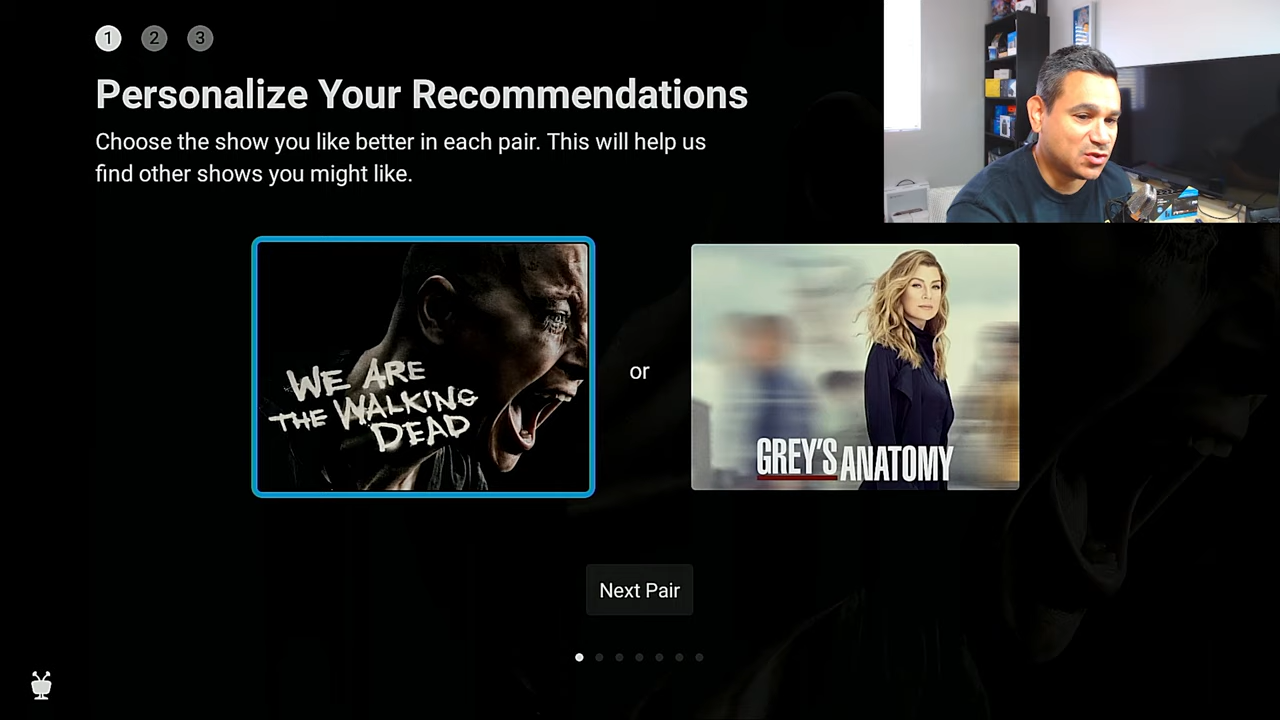 1 2 3
Personalize Your Recommendations
Choose the show you like better in each pair. This will help us
find other shows you might like.
WE ARE
THE WALKING
DEAD
or
GREY'S ANATOMY
Next Pair